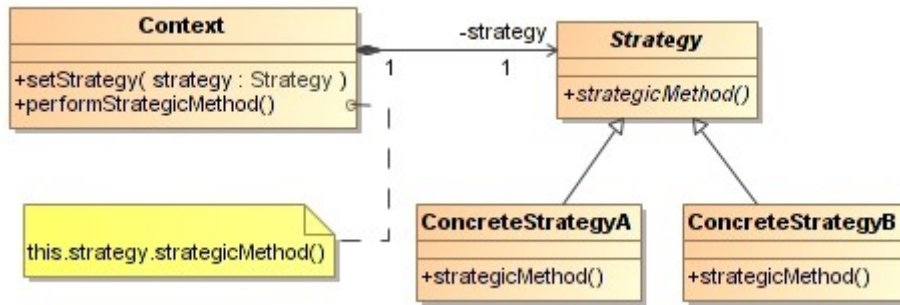 Context
+setStrategy( strategy : Strategy )
+performStrategicMethod()
-strategy
1
1
Strategy
+strategicMethod()
this.strategy.strategicMethod()
ConcreteStrategyA
+strategicMethod()
ConcreteStrategyB
+strategicMethod()